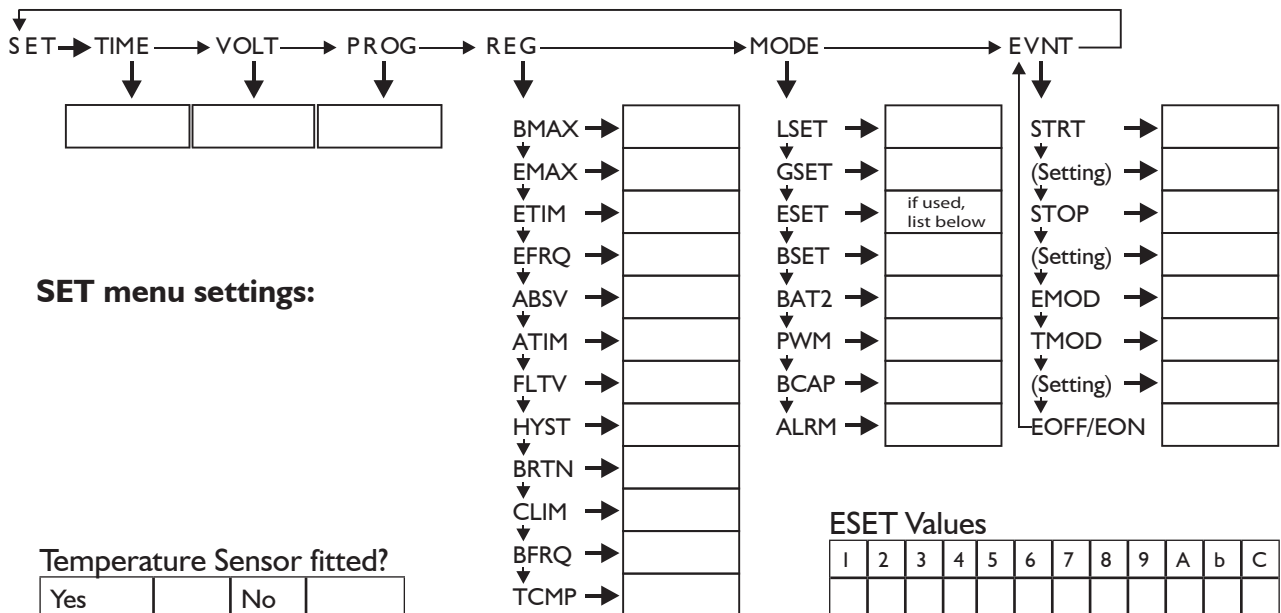 SET TIME VOLT PROG REG MODE EVNT
BMAX
EMAX
ETIM
EFRQ
ABSV
ATIM
FLTV
HYST
BRTN
CLIM
BFRQ
TCMP
LSET
GSET
ESET
if used,
list below
BSET
BAT2
PWM
BCAP
ALRM
STRT
(Setting)
STOP
(Setting)
EMOD
TMOD
(Setting)
EOFF/EON
SET menu settings:
Temperature Sensor fitted?
Yes No
ESET Values
1 2 3 4 5 6 7 8 9 A b C